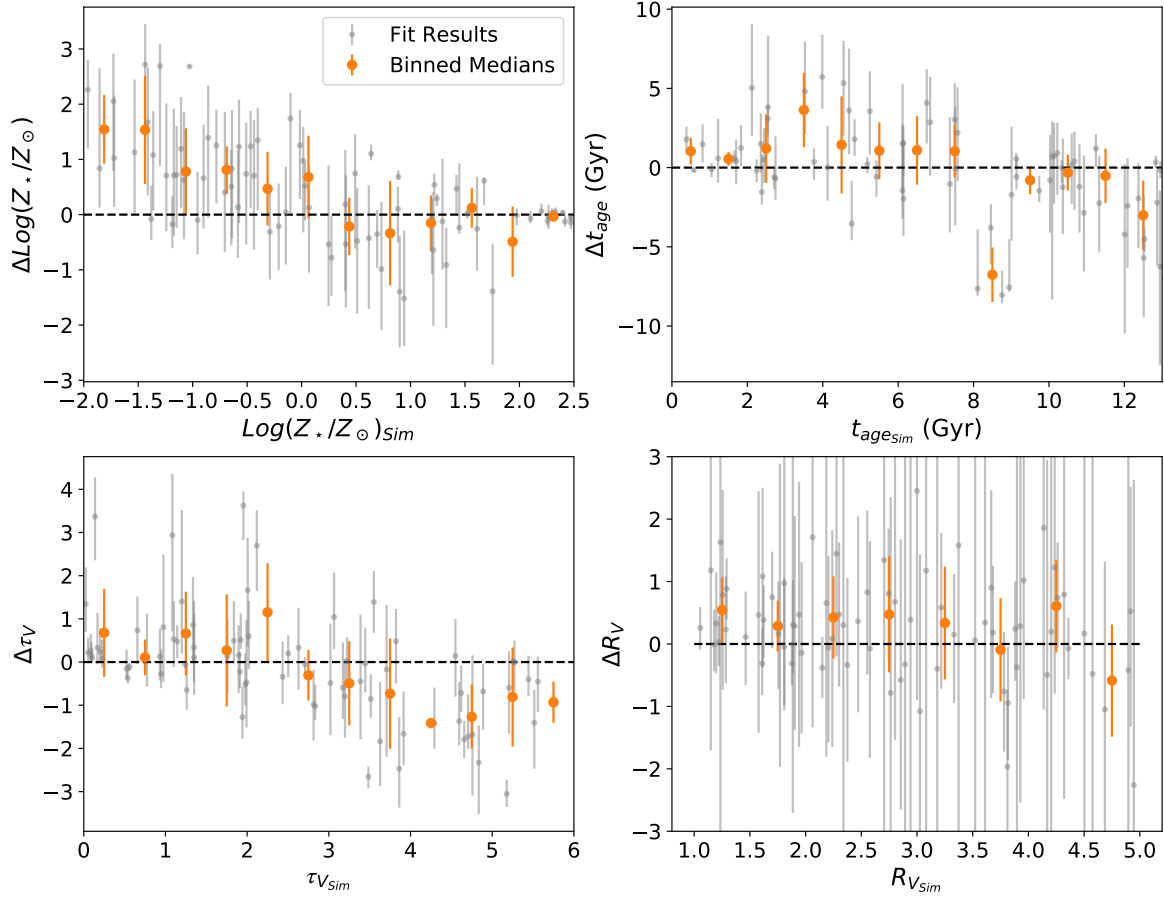 3
2
1
0
−1
−2
−3
ΔLog(Z⋆/Z☉)
Fit Results
Binned Medians
−2.0 −1.5 −1.0 −0.5 0.0 0.5 1.0 1.5 2.0 2.5
Log(Z⋆/Z☉)Sim
10
5
0
−5
−10
Δtage (Gyr)
0 2 4 6 8 10 12
tageSim (Gyr)
4
3
2
1
0
−1
−2
−3
ΔτV
0 1 2 3 4 5 6
τVSim
3
2
1
0
−1
−2
−3
ΔRV
1.0 1.5 2.0 2.5 3.0 3.5 4.0 4.5 5.0
RVSim